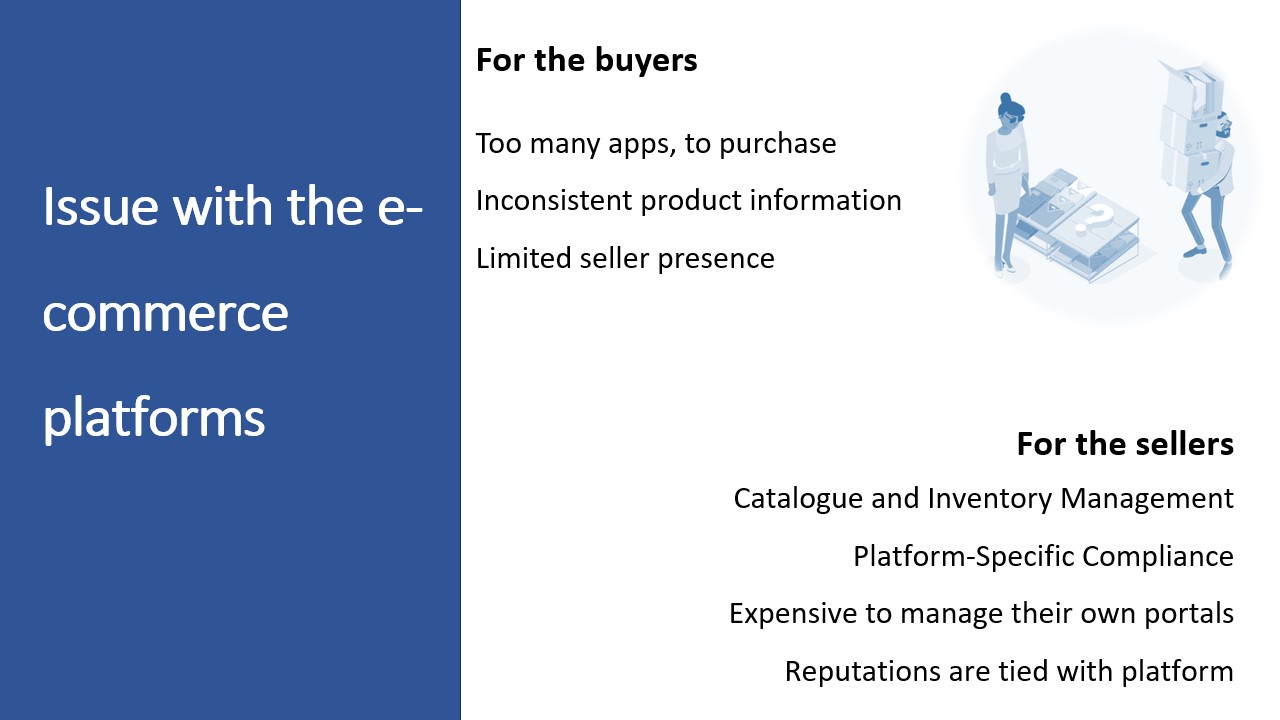 Issue with the e-
commerce
platforms
For the buyers
Too many apps, to purchase
Inconsistent product information
Limited seller presence
?
For the sellers
Catalogue and Inventory Management
Platform-Specific Compliance
Expensive to manage their own portals
Reputations are tied with platform